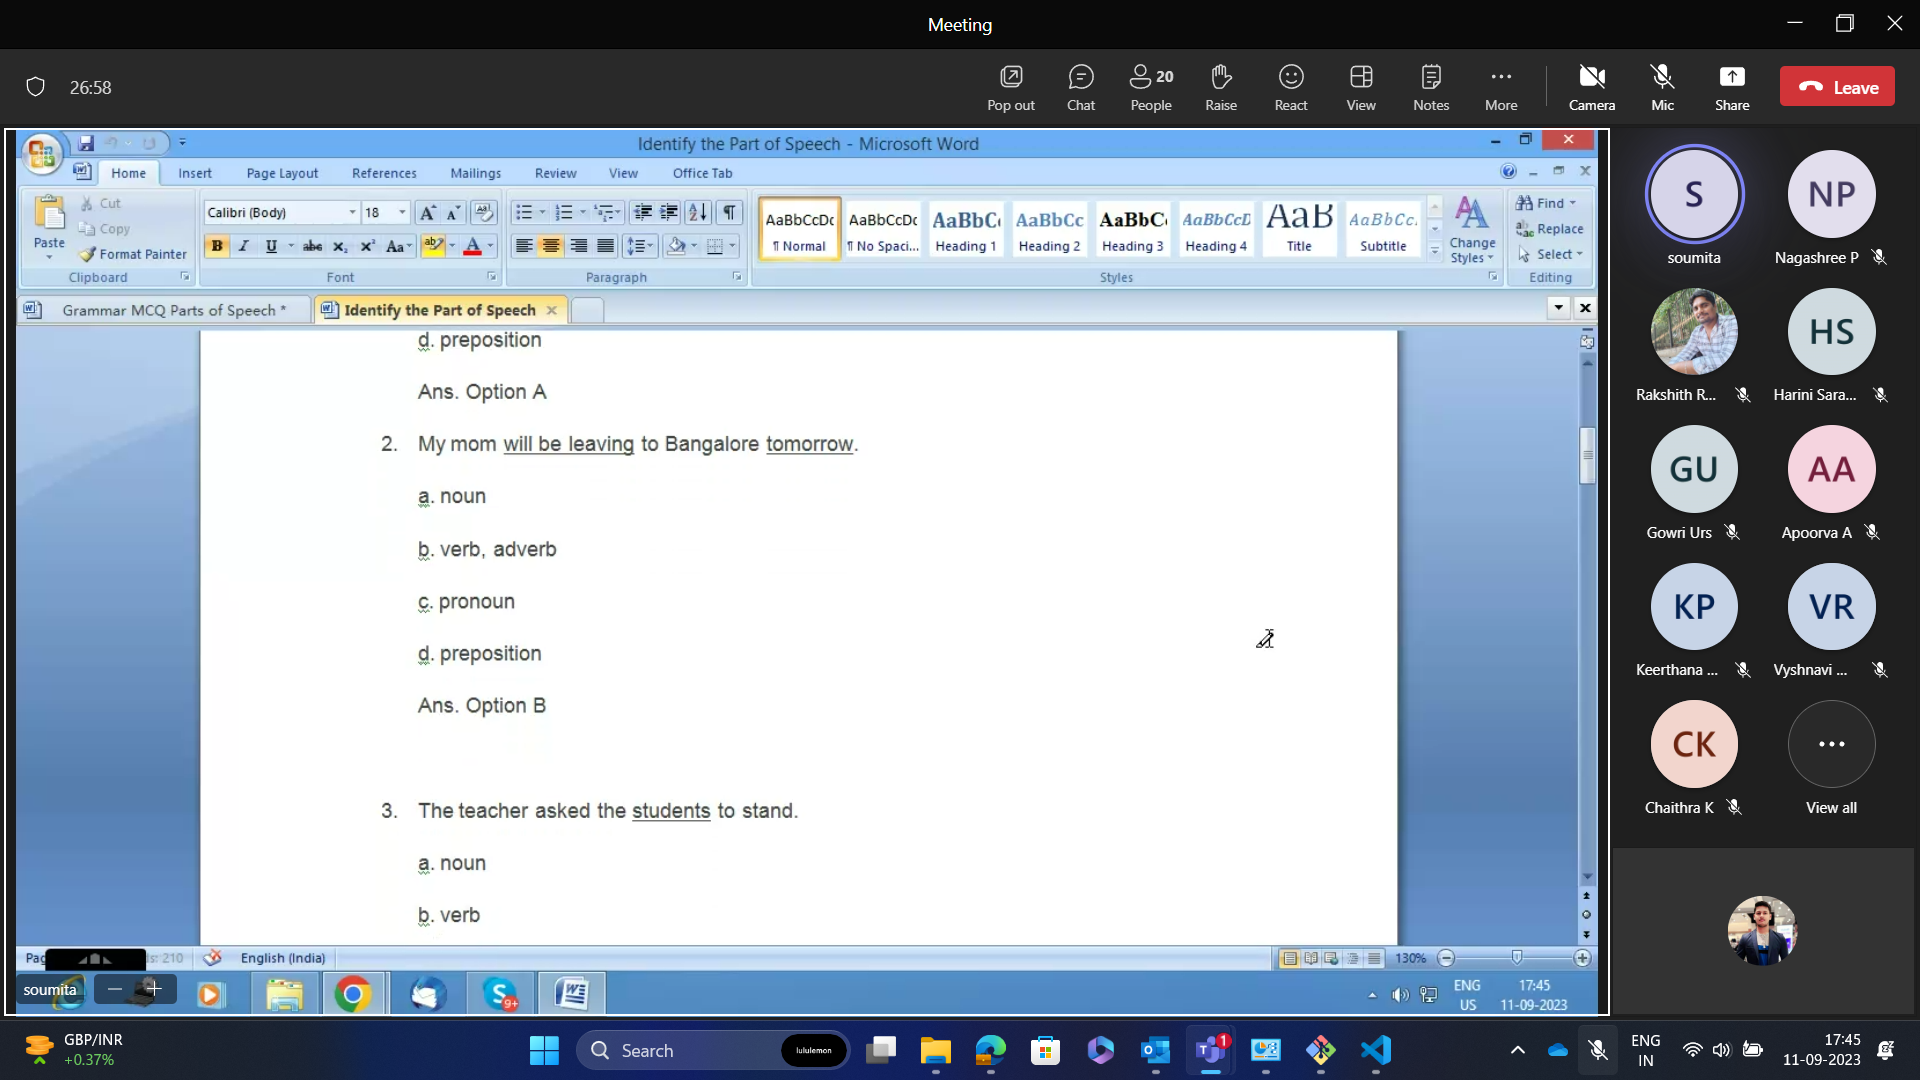 Meeting
26:58
Pop out
Chat
20
People
Raise
React
View
Notes
More
Camera
Mic
Share
Leave
Identify the Part of Speech - Microsoft Word
Home Insert Page Layout References Mailings Review View Office Tab
Paste
Cut
Copy
Format Painter
Clipboard
Calibri (Body) 18
B I U abc x₂ x² Aa A
Font
Paragraph
AaBbCcDc AaBbCcDc AaBbC AaBbCc AaBbC AaBbCcD AaB AaBbCc.
¶ Normal ¶ No Spaci... Heading 1 Heading 2 Heading 3 Heading 4 Title Subtitle
Styles
Change Styles
Find
Replace
Select
Editing
Grammar MCQ Parts of Speech *
Identify the Part of Speech
d. preposition
Ans. Option A
2. My mom will be leaving to Bangalore tomorrow.
a. noun
b. verb, adverb
c. pronoun
d. preposition
Ans. Option B
3. The teacher asked the students to stand.
a. noun
b. verb
English (India)
130%
soumita
9+
ENG
US
17:45
11-09-2023
S
soumita
NP
Nagashree P
Rakshith R...
HS
Harini Sara...
GU
Gowri Urs
AA
Apoorva A
KP
Keerthana ...
VR
Vyshnavi ...
CK
Chaithra K
View all
GBP/INR
+0.37%
Search
lululemon
1
ENG
IN
17:45
11-09-2023